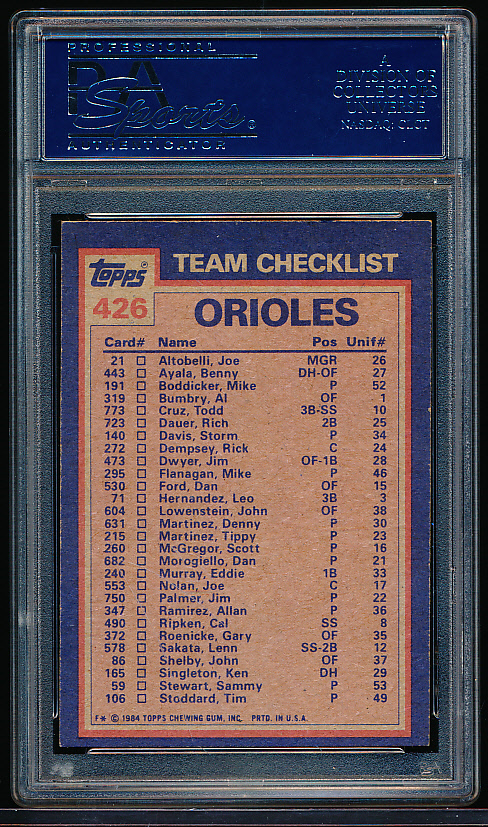 PROFESSIONAL
PSA
Sports®
AUTHENTICATOR
A
DIVISION OF
COLLECTORS
UNIVERSE
NASDAQ: CLCT
Topps®
TEAM CHECKLIST
426
ORIOLES
Card# Name Pos Unif#
21 Altobelli, Joe MGR 26
443 Ayala, Benny DH-OF 27
191 Boddicker, Mike P 52
319 Bumbry, Al OF 1
773 Cruz, Todd 3B-SS 10
723 Dauer, Rich 2B 25
140 Davis, Storm P 34
272 Dempsey, Rick C 24
473 Dwyer, Jim OF-1B 28
295 Flanagan, Mike P 46
530 Ford, Dan OF 15
71 Hernandez, Leo 3B 3
604 Lowenstein, John OF 38
631 Martinez, Denny P 30
215 Martinez, Tippy P 23
260 McGregor, Scott P 16
682 Morogiello, Dan P 21
240 Murray, Eddie 1B 33
553 Nolan, Joe C 17
750 Palmer, Jim P 22
347 Ramirez, Allan P 36
490 Ripken, Cal SS 8
372 Roenicke, Gary OF 35
578 Sakata, Lenn SS-2B 12
86 Shelby, John OF 37
165 Singleton, Ken DH 29
59 Stewart, Sammy P 53
106 Stoddard, Tim P 49
F* © 1984 TOPPS CHEWING GUM, INC. PRTD. IN U.S.A.